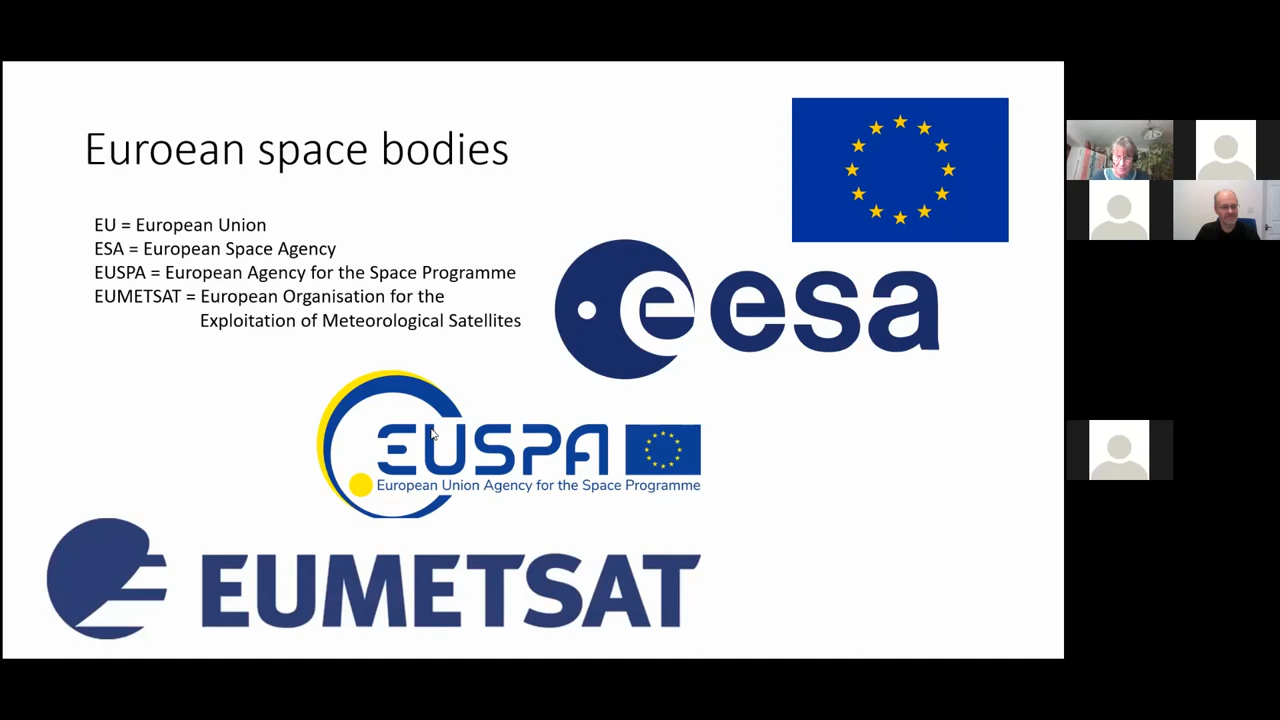 Euroean space bodies
EU = European Union
ESA = European Space Agency
EUSPA = European Agency for the Space Programme
EUMETSAT = European Organisation for the
Exploitation of Meteorological Satellites
esa
EUSPA
European Union Agency for the Space Programme
EUMETSAT